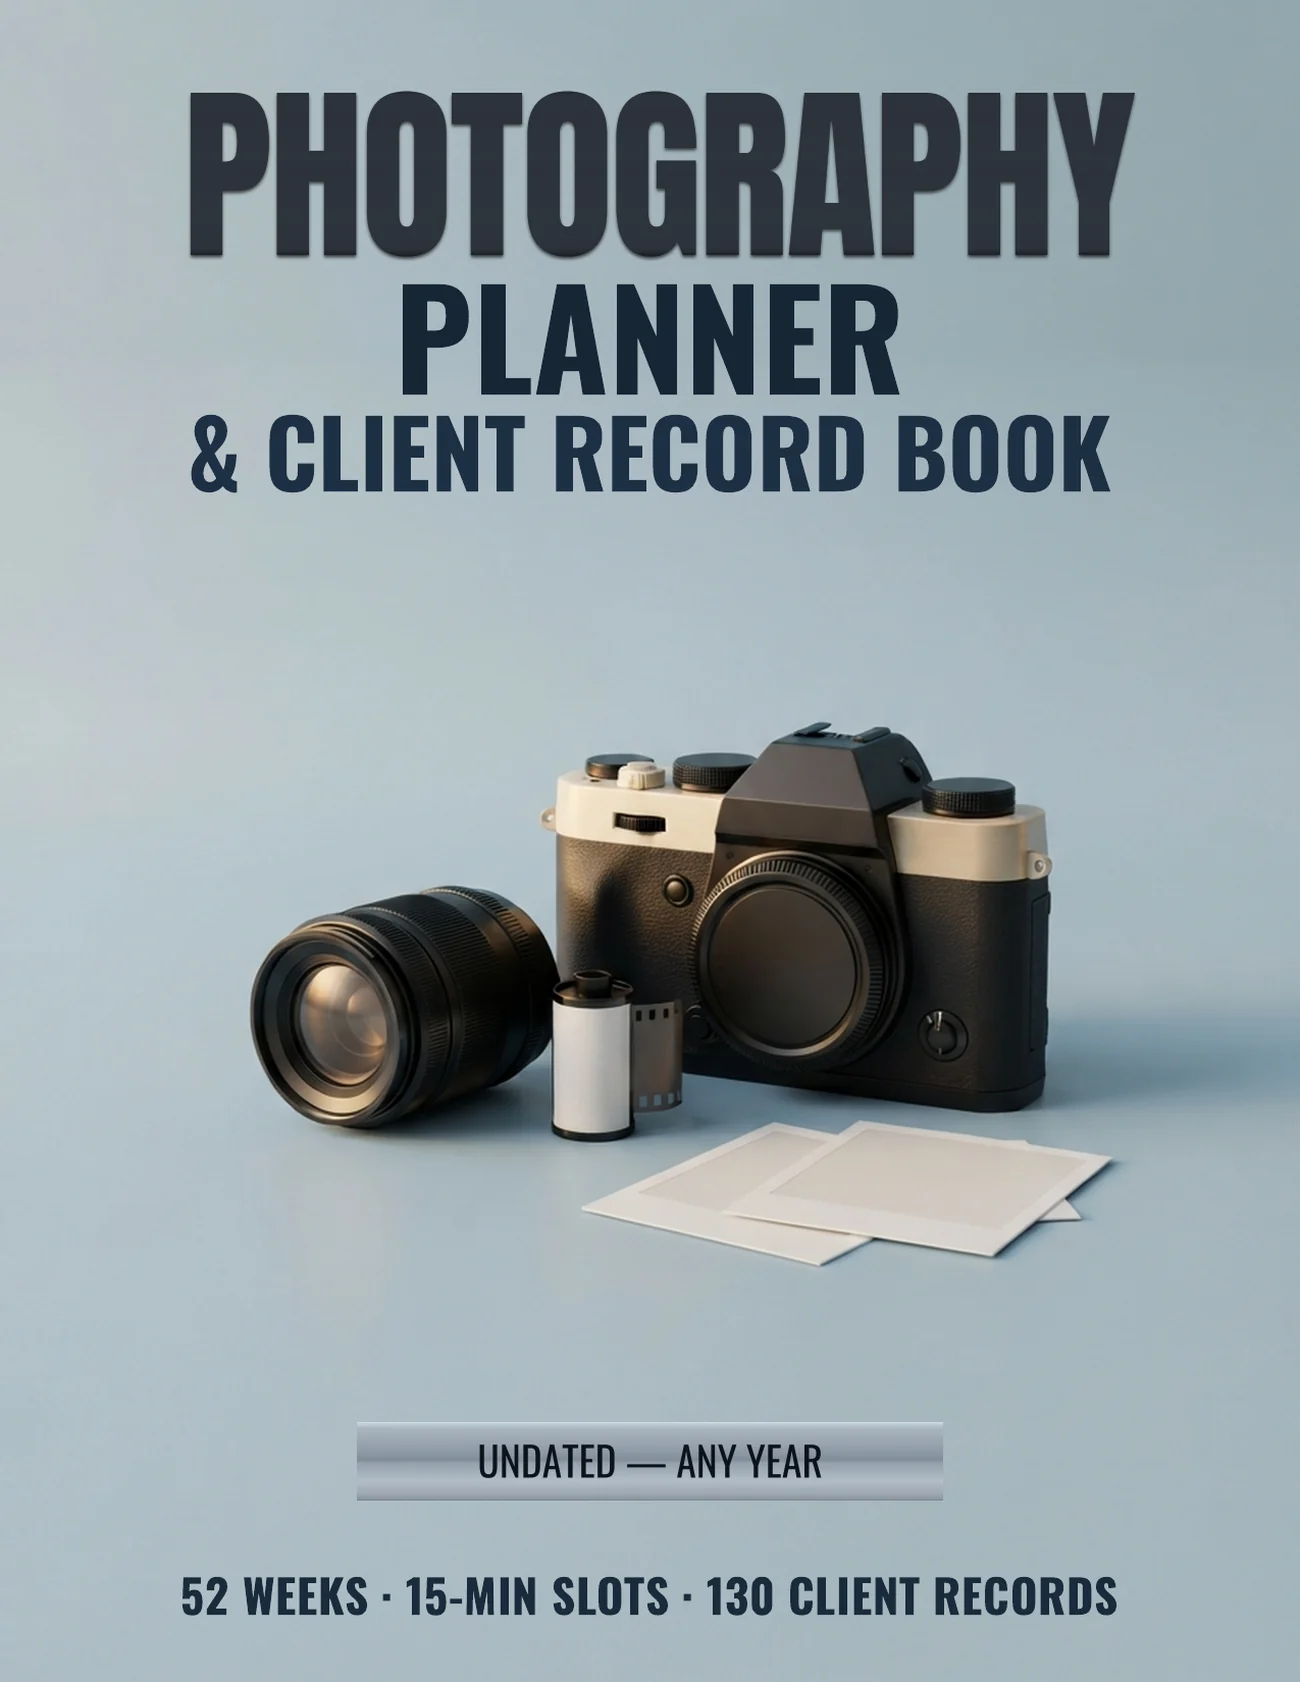 PHOTOGRAPHY
PLANNER
& CLIENT RECORD BOOK
UNDATED — ANY YEAR
52 WEEKS · 15-MIN SLOTS · 130 CLIENT RECORDS